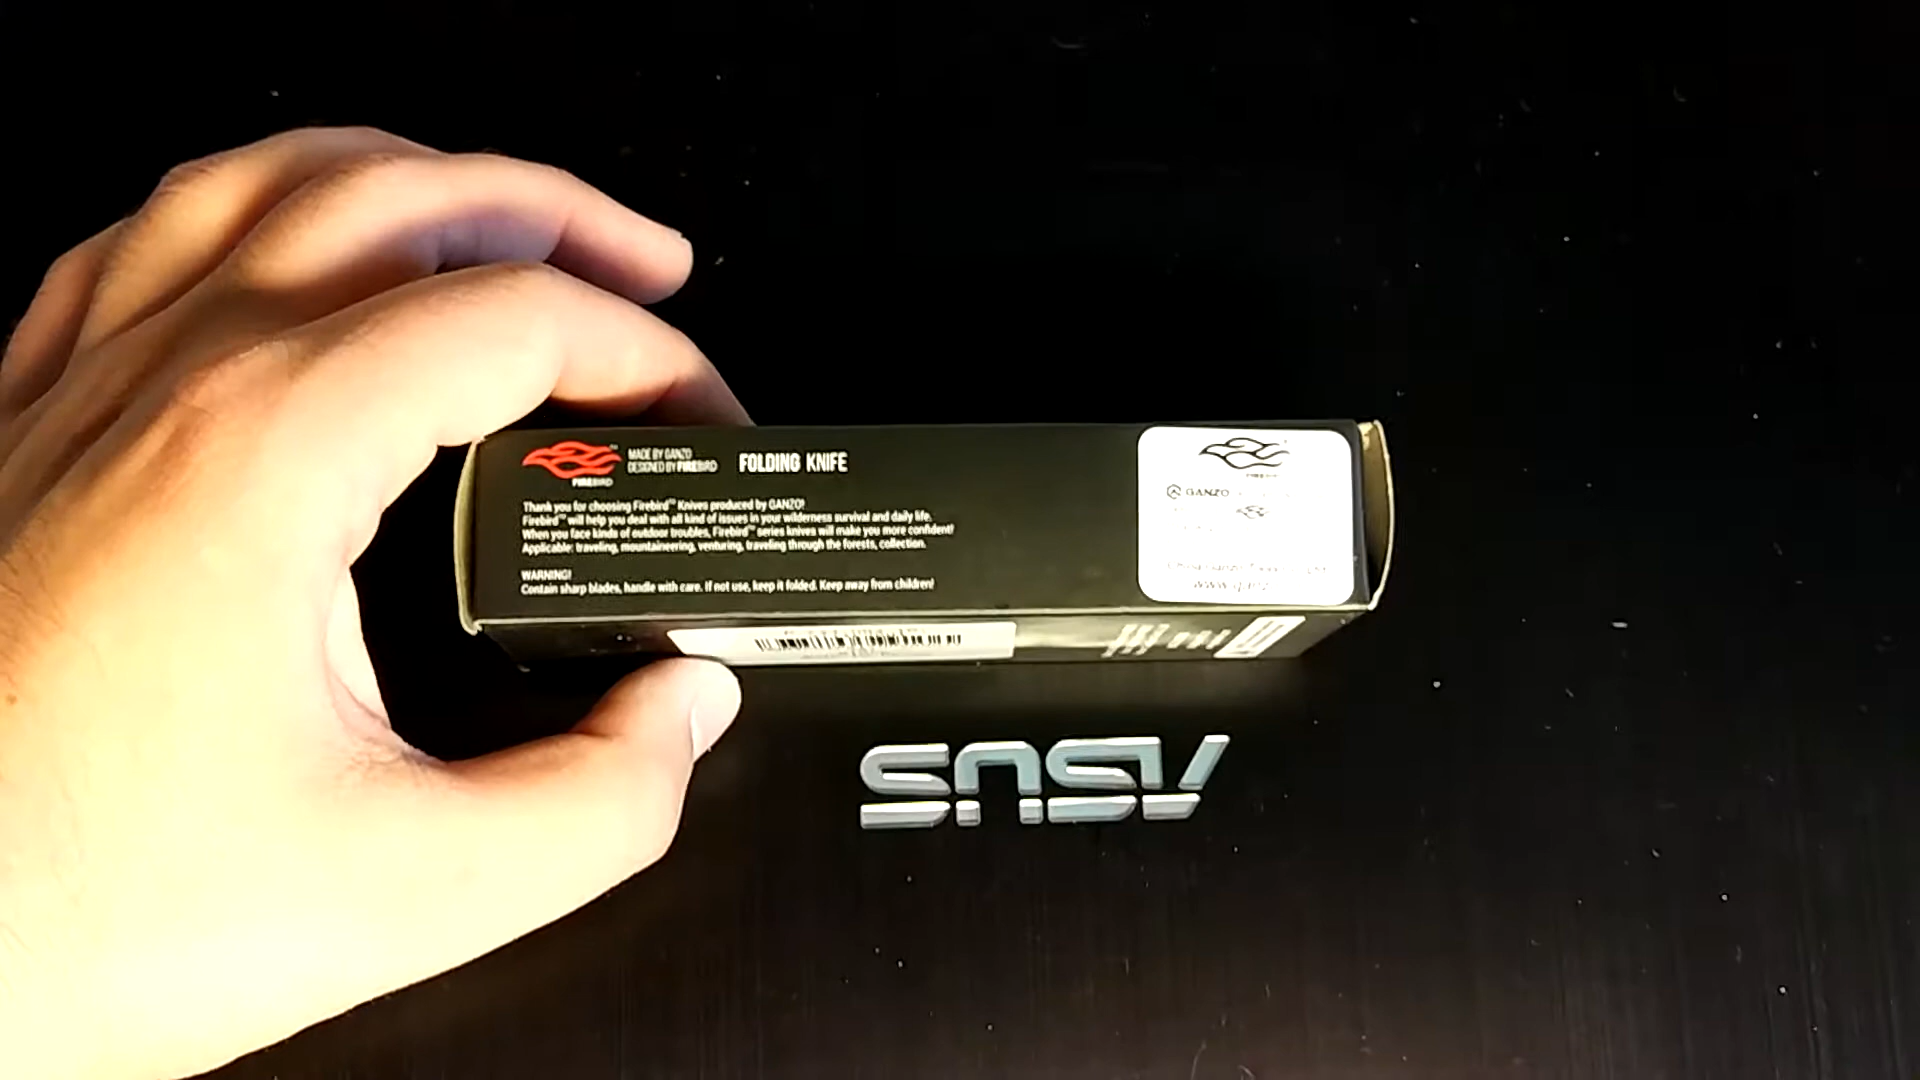 MADE BY GANZO
DESIGNED BY FIREBIRD
FIREBIRD
FOLDING KNIFE
Thank you for choosing Firebird™ Knives produced by GANZO!
Firebird™ will help you deal with all kind of issues in your wilderness survival and daily life.
When you face kinds of outdoor troubles, Firebird™ series knives will make you more confident!
Applicable: traveling, mountaineering, venturing, traveling through the forests, collection.
WARNING!
Contain sharp blades, handle with care. If not use, keep it folded. Keep away from children!
GANZO
ASUS